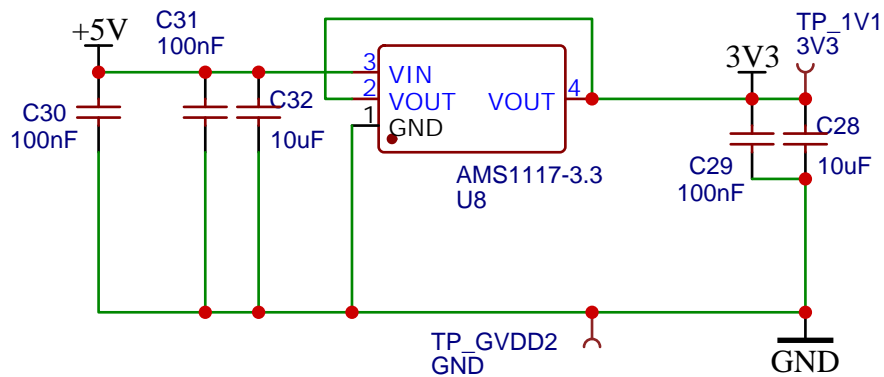 +5V
C31
100nF
TP_1V1
3V3
3V3
3
VIN
2
VOUT
VOUT
4
1
GND
C30
100nF
C32
10uF
C28
10uF
C29
100nF
AMS1117-3.3
U8
TP_GVDD2
GND
GND